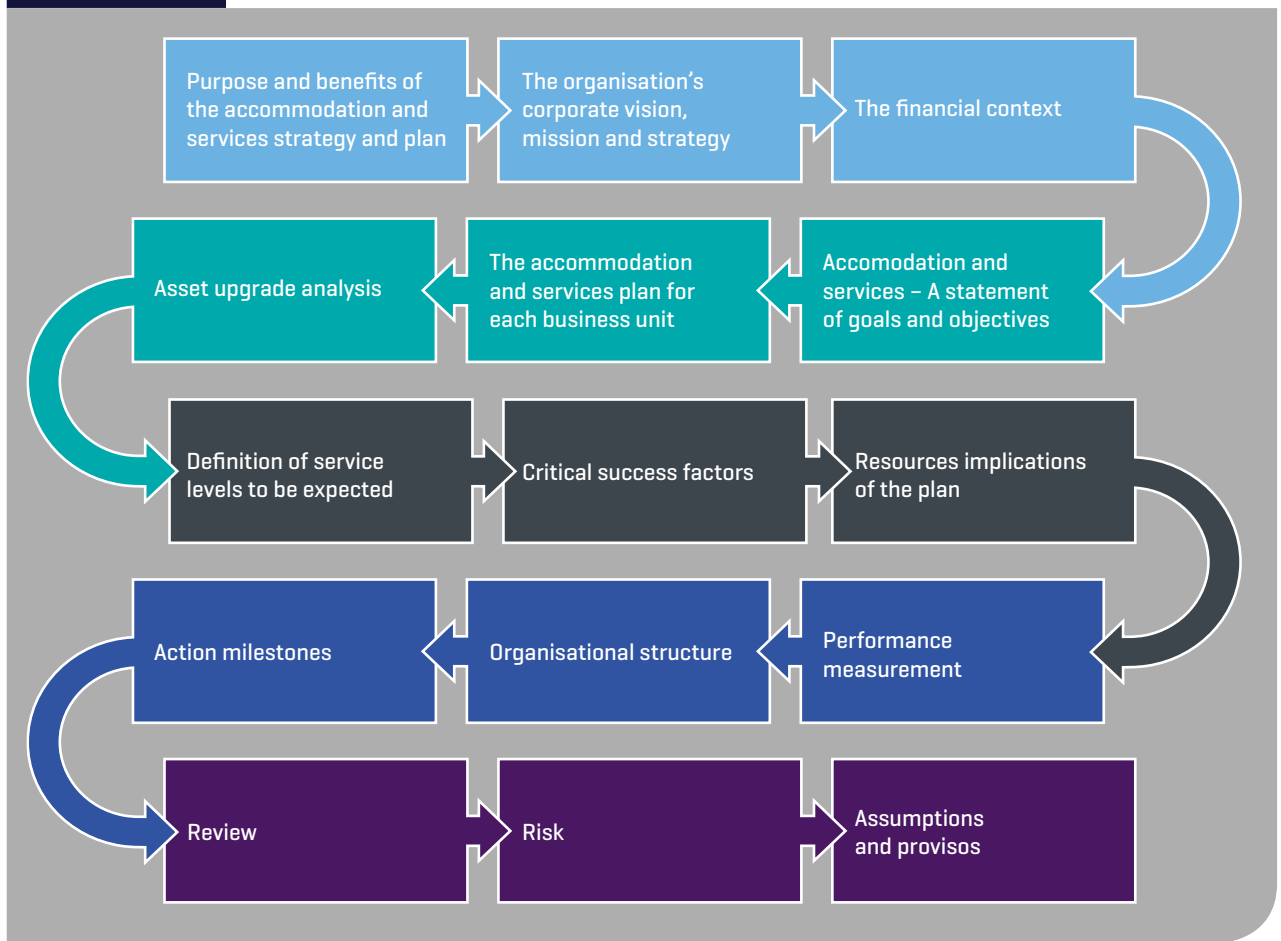 Purpose and benefits of
the accommodation and
services strategy and plan
The organisation's
corporate vision,
mission and strategy
The financial context
Accomodation and
services – A statement
of goals and objectives
The accommodation
and services plan for
each business unit
Asset upgrade analysis
Definition of service
levels to be expected
Critical success factors
Resources implications
of the plan
Performance
measurement
Organisational structure
Action milestones
Review
Risk
Assumptions
and provisos